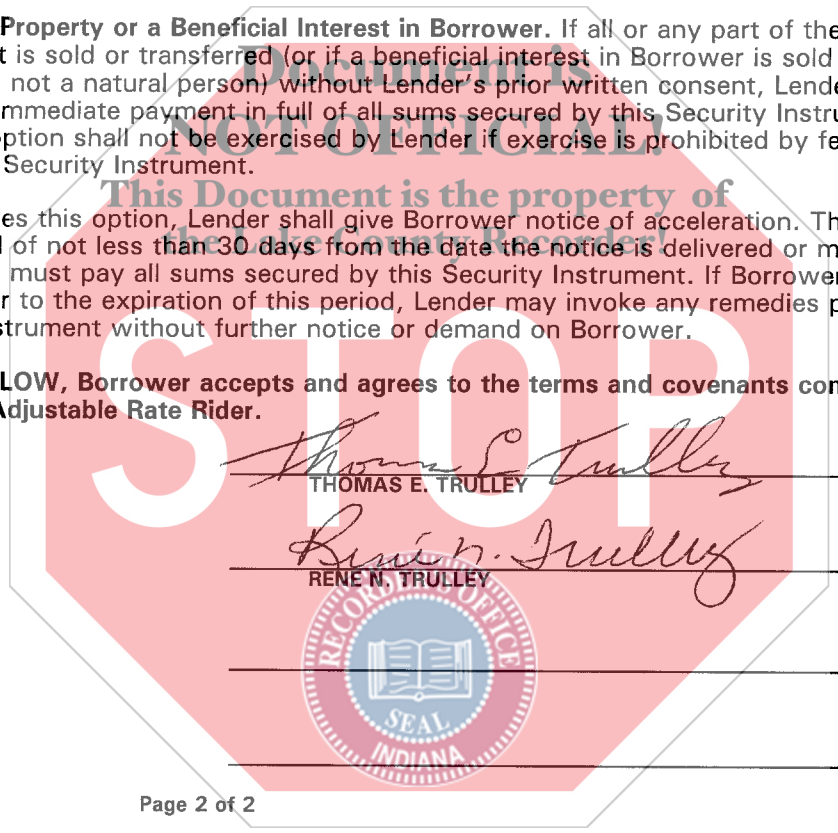 Property or a Beneficial Interest in Borrower. If all or any part of the
t is sold or transferred (or if a beneficial interest in Borrower is sold
not a natural person) without Lender's prior written consent, Lende
mmediate payment in full of all sums secured by this Security Instru
ption shall not be exercised by Lender if exercise is prohibited by fe
Security Instrument.
Document is
NOT OFFICIAL!
This Document is the property of
the Lake County Recorder!
es this option, Lender shall give Borrower notice of acceleration. Th
d of not less than 30 days from the date the notice is delivered or m
must pay all sums secured by this Security Instrument. If Borrower
r to the expiration of this period, Lender may invoke any remedies p
strument without further notice or demand on Borrower.
STOP
LOW, Borrower accepts and agrees to the terms and covenants con
Adjustable Rate Rider.
Thomas E. Trulley
THOMAS E. TRULLEY
Rene N. Trulley
RENE N. TRULLEY
RECORDER'S OFFICE
SEAL
INDIANA
Page 2 of 2